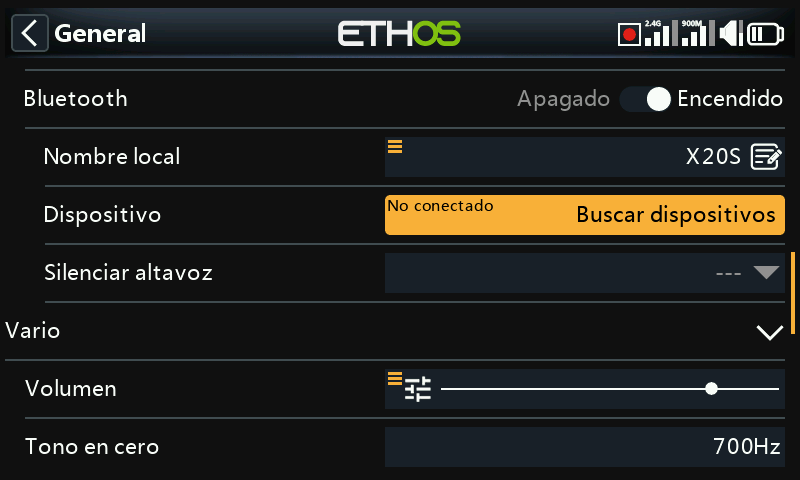 General
ETHOS
2.4G
900M
Bluetooth
Apagado
Encendido
Nombre local
X20S
Dispositivo
No conectado
Buscar dispositivos
Silenciar altavoz
---
Vario
Volumen
Tono en cero
700Hz